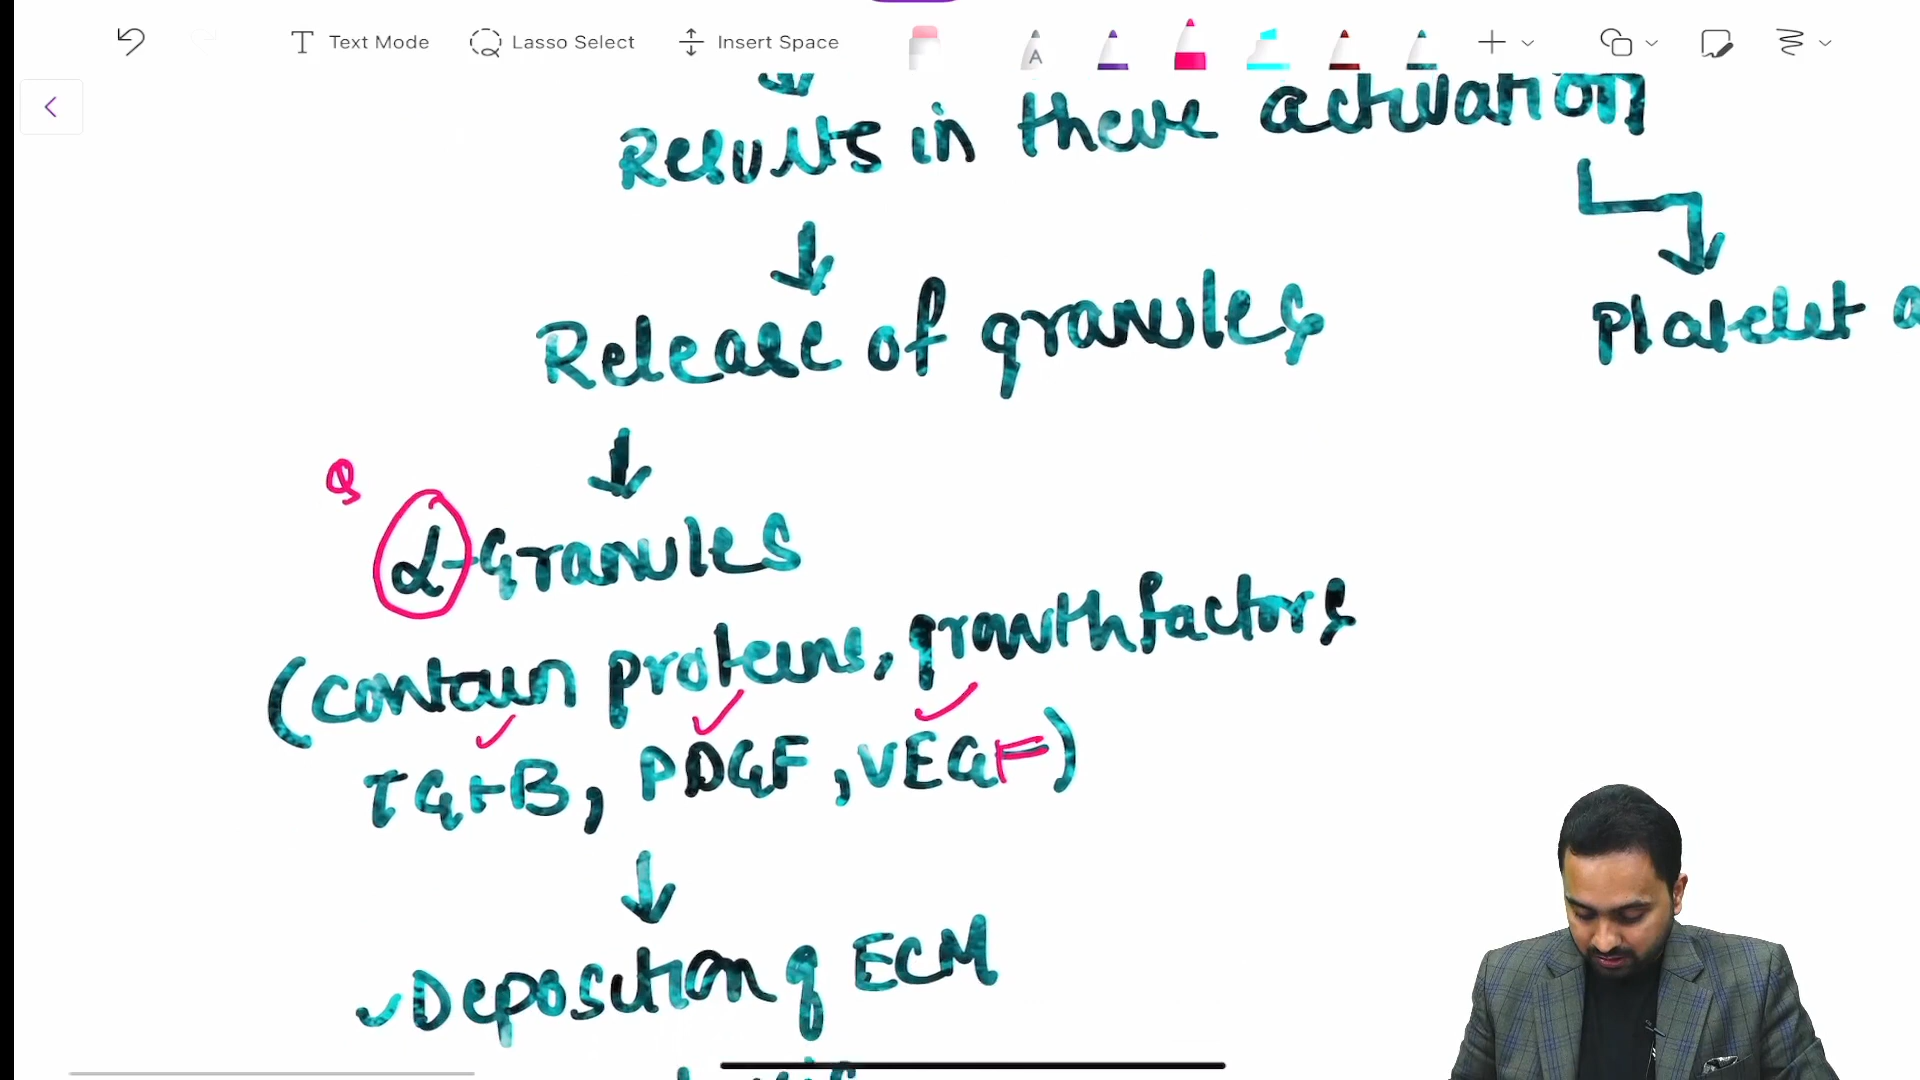 Text Mode Lasso Select Insert Space
Results in there activation
Release of granules
Platelet a
Q
α-Granules
(contain proteins, growth factors
TGF-B, PDGF, VEGF)
Deposition of ECM